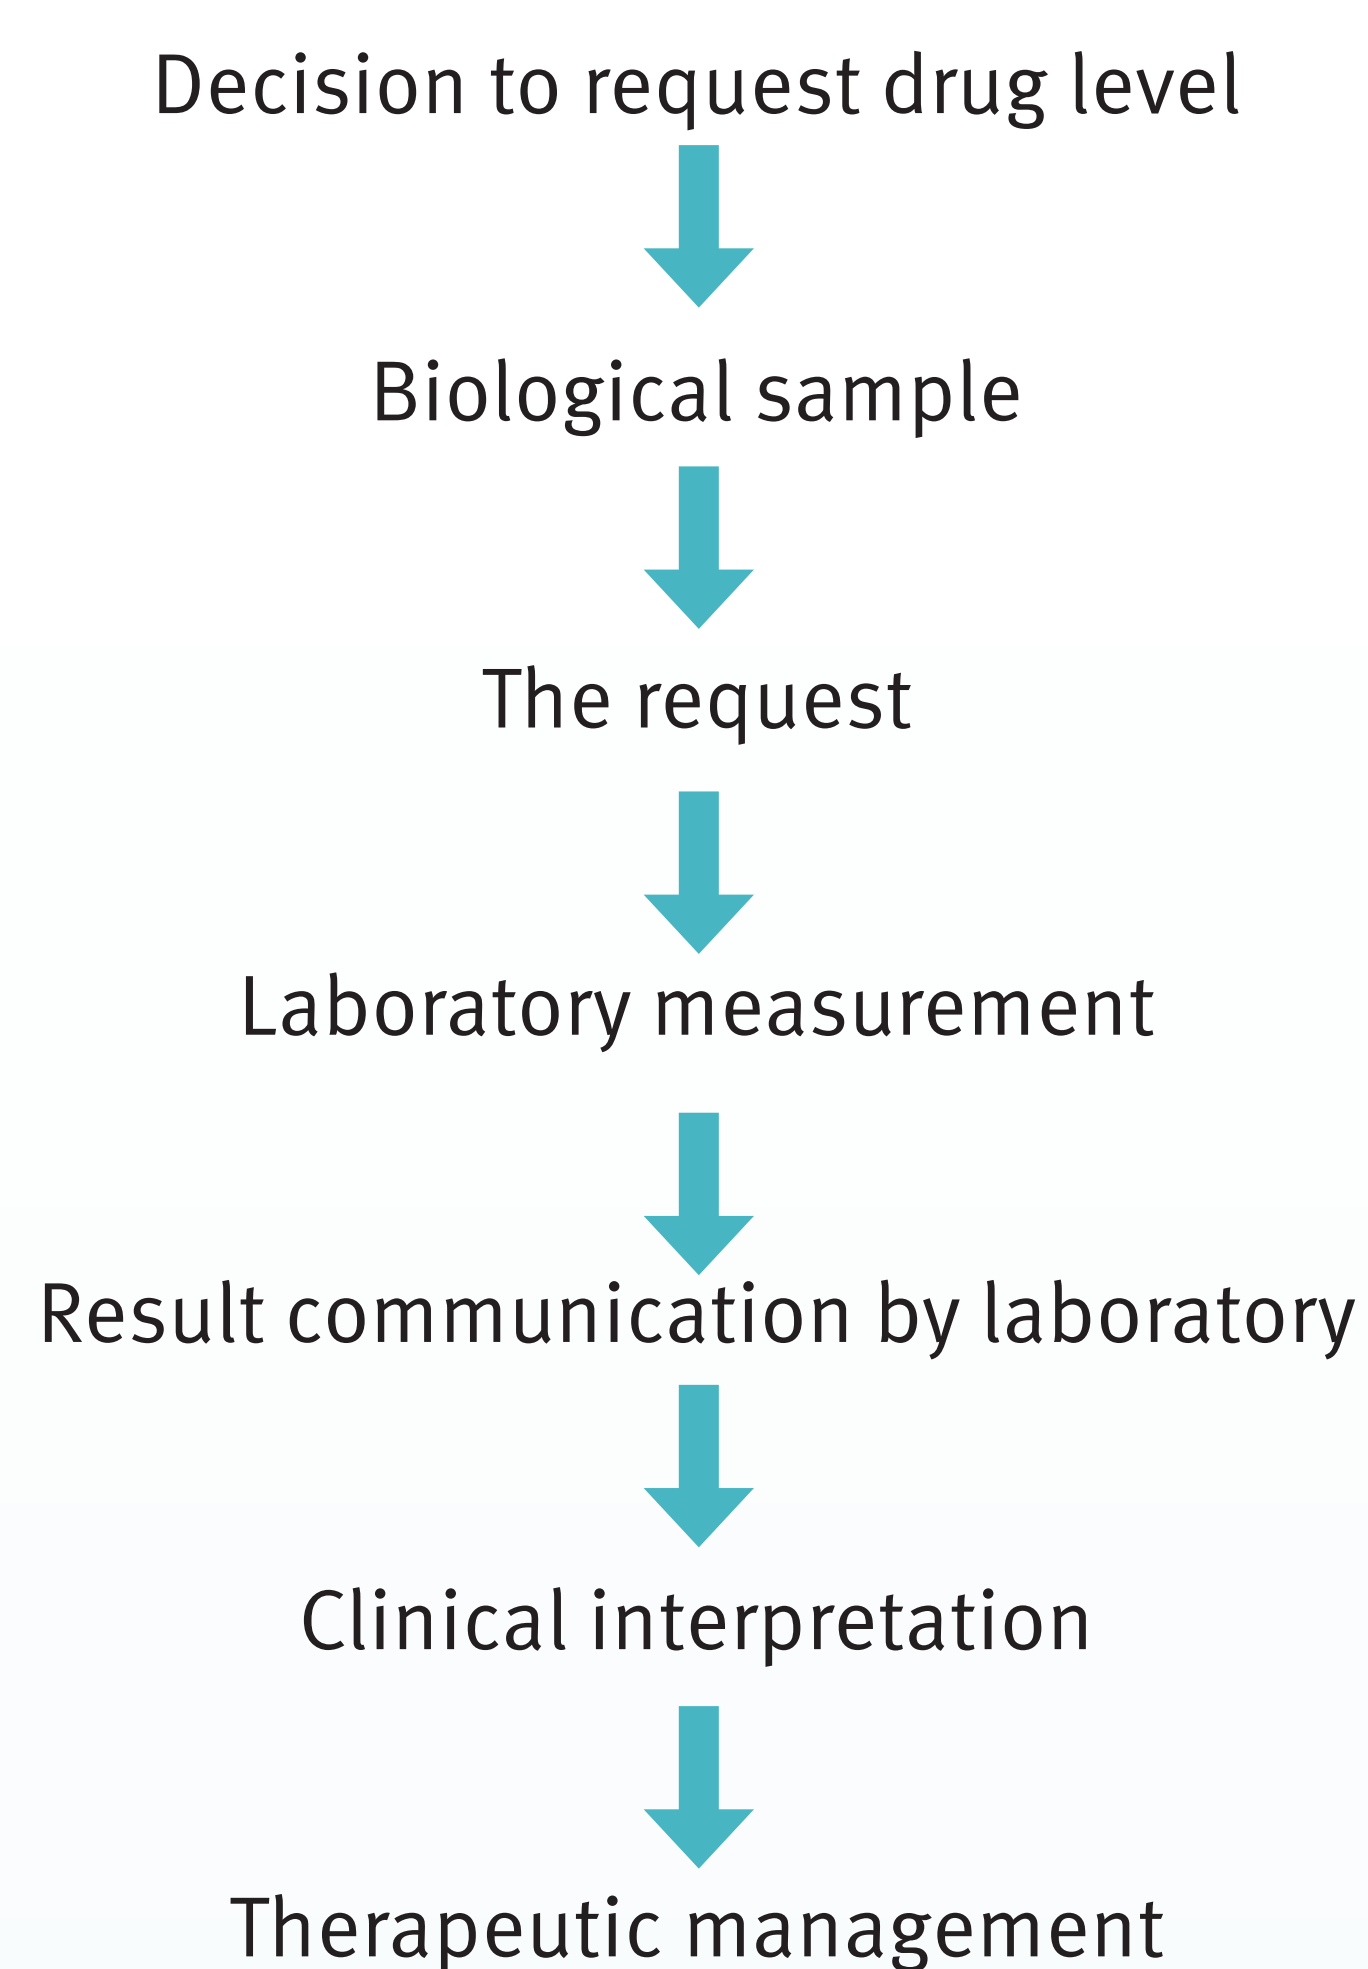 Decision to request drug level
Biological sample
The request
Laboratory measurement
Result communication by laboratory
Clinical interpretation
Therapeutic management